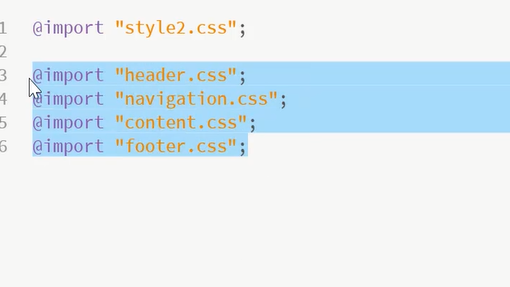 1 @import "style2.css";
2
3 @import "header.css";
4 @import "navigation.css";
5 @import "content.css";
6 @import "footer.css";